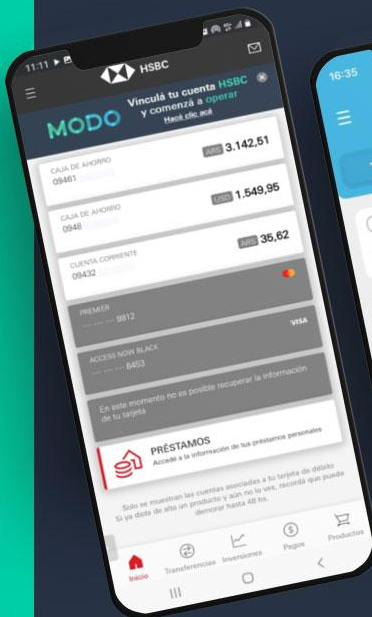 11:11
HSBC
MODO
Vinculá tu cuenta HSBC
y comenzá a operar
Hacé clic acá
CAJA DE AHORRO
09461
ARS 3.142,51
CAJA DE AHORRO
0948
USD 1.549,95
CUENTA CORRIENTE
09432
ARS 35,62
PREMIER
9812
ACCESS NOW BLACK
VISA
8453
En este momento no es posible recuperar la información
de tu tarjeta
PRÉSTAMOS
Accedé a la información de tus préstamos personales
Sólo se muestran las cuentas asociadas a tu tarjeta de débito
Si ya diste de alta un producto y aún no lo ves, recordá que puede
demorar hasta 48 hs.
Inicio
Transferencias
Inversiones
Pagos
Productos
16:35